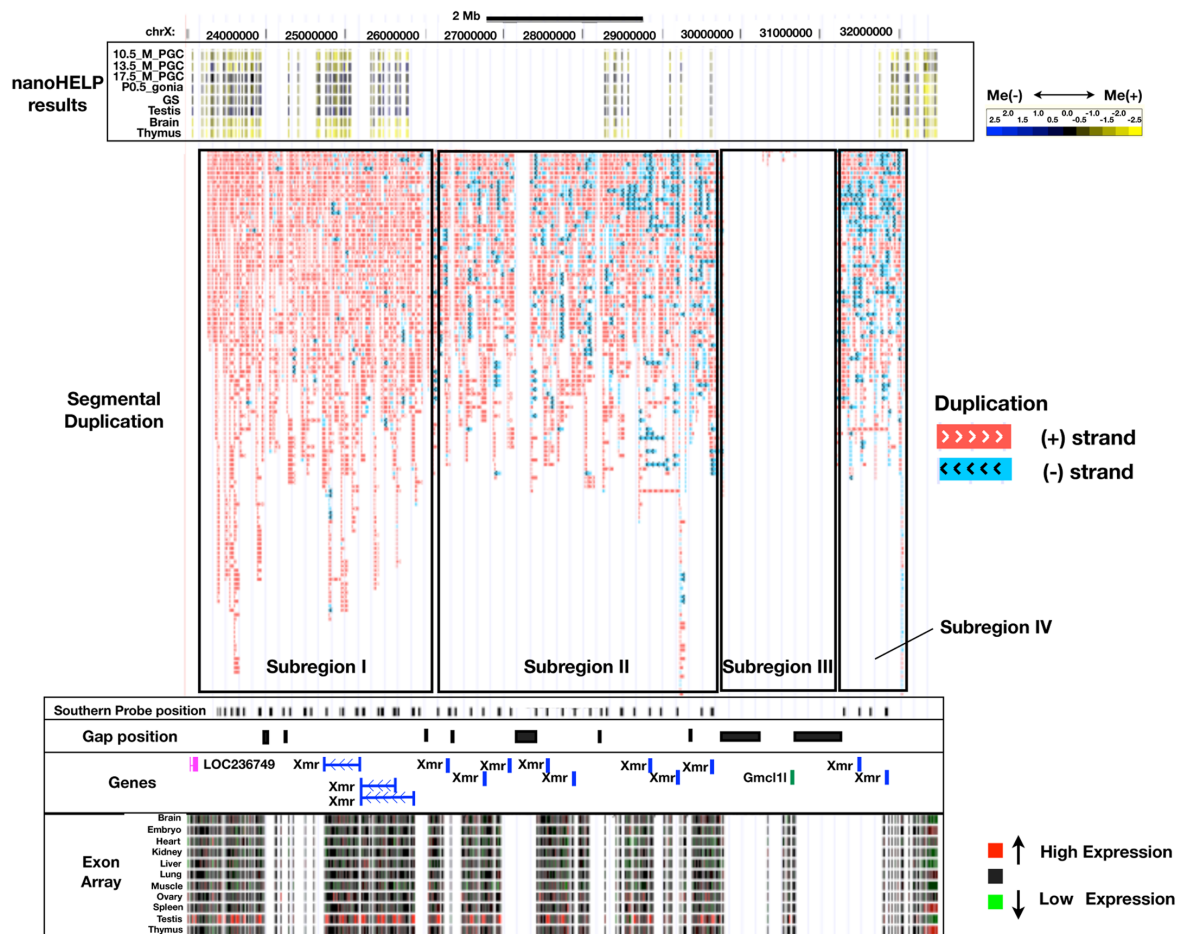 2 Mb
chrX: 24000000 25000000 26000000 27000000 28000000 29000000 30000000 31000000 32000000
nanoHELP results
10.5_M_PGC
13.5_M_PGC
17.5_M_PGC
P0.5_gonia
GS
Testis
Brain
Thymus
Me(-) Me(+)
2.5 2.0 1.0 0.5 0.0 -0.5 -1.5 -2.0 -2.5
Segmental Duplication
Duplication
(+) strand
(-) strand
Subregion I
Subregion II
Subregion III
Subregion IV
Southern Probe position
Gap position
Genes
LOC236749
Xmr
Xmr
Xmr
Xmr
Xmr
Xmr
Xmr
Xmr
Xmr
Xmr
Xmr
Gmcl1l
Xmr
Xmr
Exon Array
Brain
Embryo
Heart
Kidney
Liver
Lung
Muscle
Ovary
Spleen
Testis
Thymus
High Expression
Low Expression